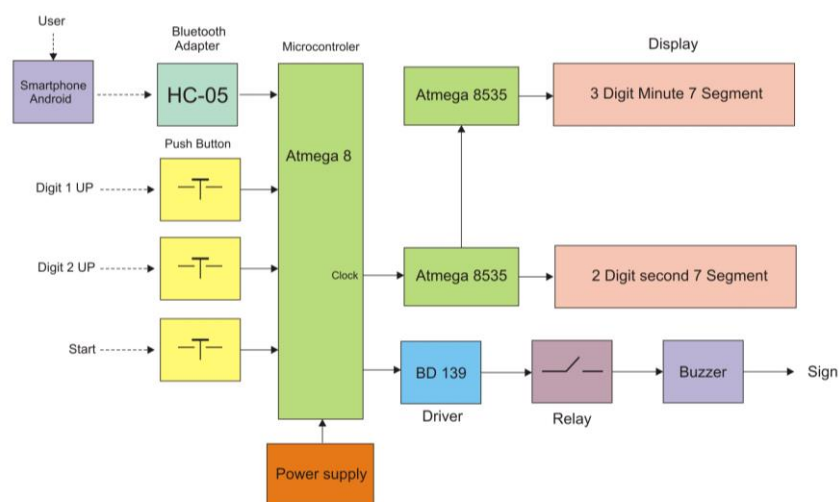 User
Smartphone
Android
Bluetooth
Adapter
HC-05
Microcontroler
Atmega 8
Clock
Push Button
Digit 1 UP
Digit 2 UP
Start
Power supply
Display
Atmega 8535
3 Digit Minute 7 Segment
Atmega 8535
2 Digit second 7 Segment
BD 139
Driver
Relay
Buzzer
Sign